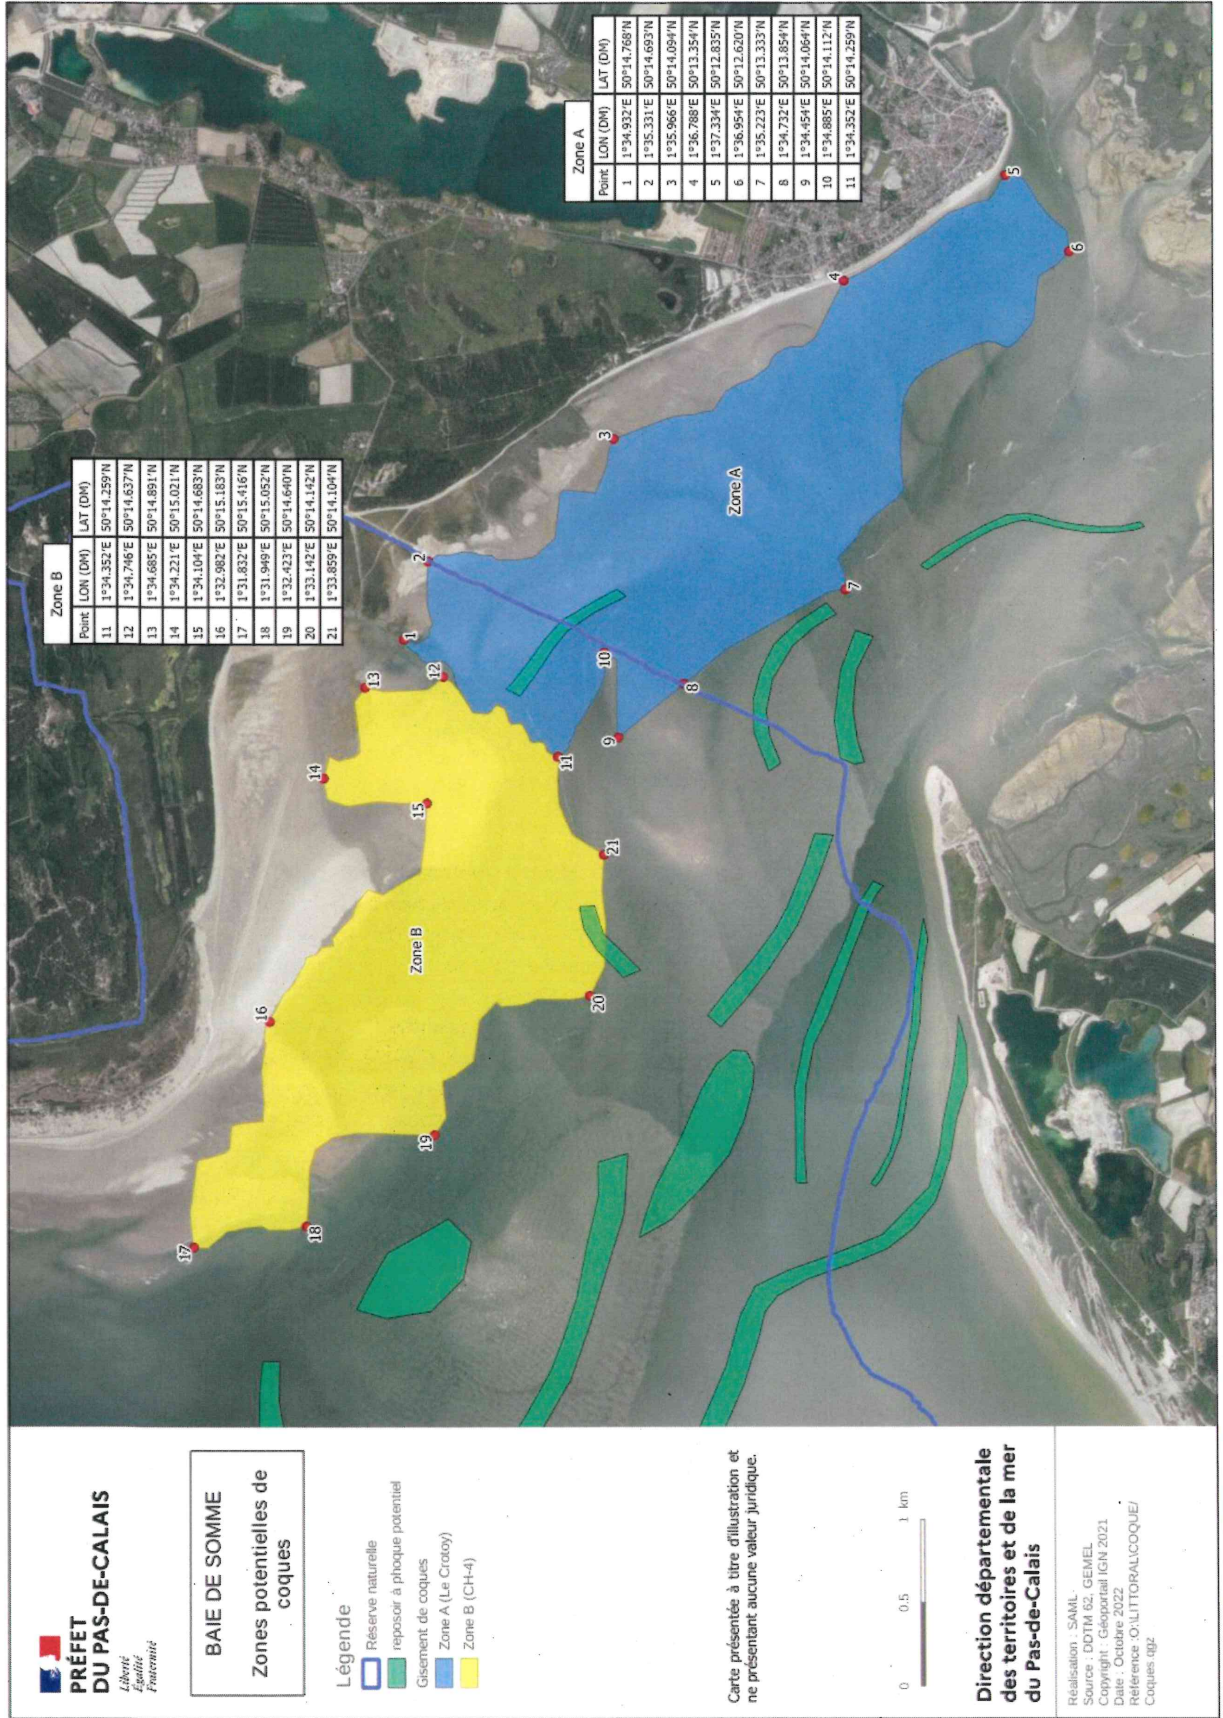 PRÉFET
DU PAS-DE-CALAIS
Liberté
Égalité
Fraternité
BAIE DE SOMME
Zones potentielles de
coques
Légende
Réserve naturelle
reposoir à phoque potentiel
Gisement de coques
Zone A (Le Crotoy)
Zone B (CH-4)
Carte présentée à titre d'illustration et
ne présentant aucune valeur juridique.
0 0.5 1 km
Direction départementale
des territoires et de la mer
du Pas-de-Calais
Réalisation : SAML
Source : DDTM 62, GEMEL
Copyright : Géoportail IGN 2021
Date : Octobre 2022
Référence :O:\LITTORAL\COQUE/
Coques.qgz
Zone B
Point LON (DM) LAT (DM)
11 1°34.352'E 50°14.259'N
12 1°34.746'E 50°14.637'N
13 1°34.685'E 50°14.891'N
14 1°34.221'E 50°15.021'N
15 1°34.104'E 50°14.683'N
16 1°32.982'E 50°15.183'N
17 1°31.832'E 50°15.416'N
18 1°31.949'E 50°15.052'N
19 1°32.423'E 50°14.640'N
20 1°33.142'E 50°14.142'N
21 1°33.859'E 50°14.104'N
Zone A
Point LON (DM) LAT (DM)
1 1°34.932'E 50°14.768'N
2 1°35.331'E 50°14.693'N
3 1°35.966'E 50°14.094'N
4 1°36.788'E 50°13.354'N
5 1°37.334'E 50°12.835'N
6 1°36.954'E 50°12.620'N
7 1°35.223'E 50°13.333'N
8 1°34.732'E 50°13.854'N
9 1°34.454'E 50°14.064'N
10 1°34.885'E 50°14.112'N
11 1°34.352'E 50°14.259'N
17
16
14
13
1
2
12
18
15
3
Zone B
19
11
10
20
21
9
8
Zone A
4
7
5
6